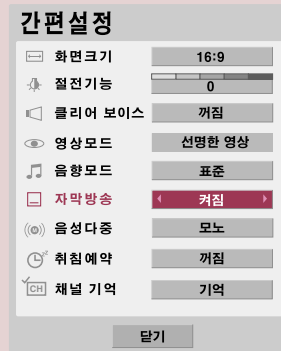 간편설정
화면크기 16:9
절전기능 0
클리어 보이스 꺼짐
영상모드 선명한 영상
음향모드 표준
자막방송 켜짐
음성다중 모노
취침예약 꺼짐
CH 채널 기억 기억
닫기